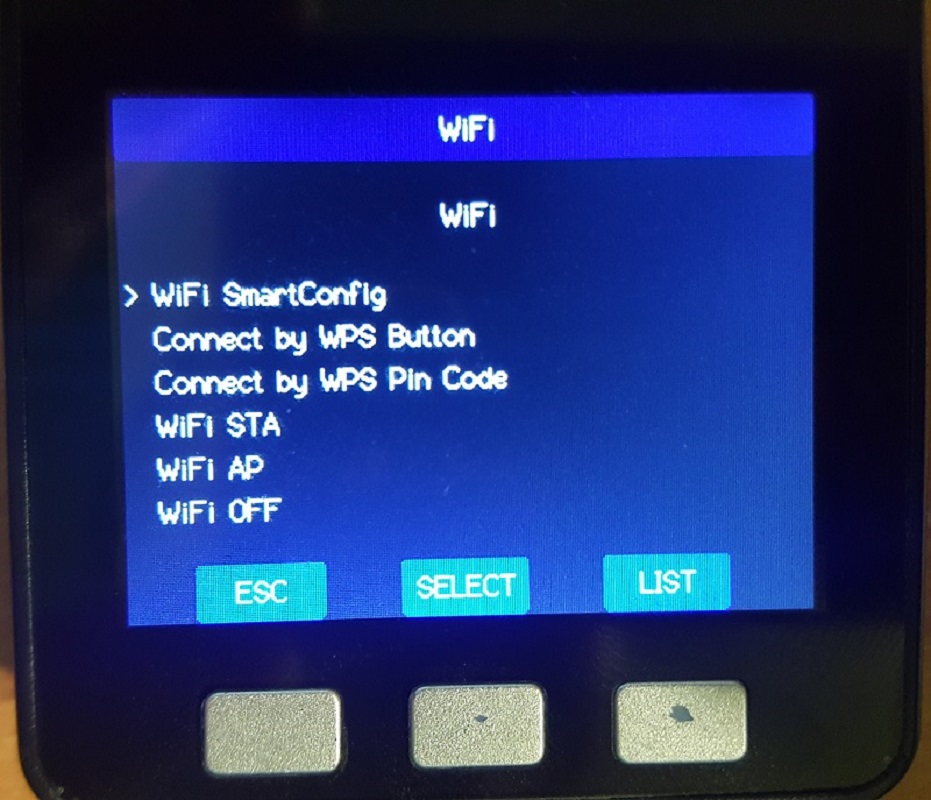 WiFi
WiFi
> WiFi SmartConfig
Connect by WPS Button
Connect by WPS Pin Code
WiFi STA
WiFi AP
WiFi OFF
ESC SELECT LIST